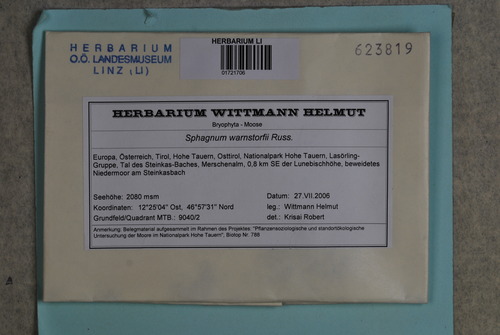 HERBARIUM
O.Ö. LANDESMUSEUM
LINZ (LI)
HERBARIUM LI
01721706
623819
HERBARIUM WITTMANN HELMUT
Bryophyta - Moose
Sphagnum warnstorfii Russ.
Europa, Österreich, Tirol, Hohe Tauern, Osttirol, Nationalpark Hohe Tauern, Lasörling-
Gruppe, Tal des Steinkas-Baches, Merschenalm, 0,8 km SE der Lunebischhöhe, beweidetes
Niedermoor am Steinkasbach
Seehöhe: 2080 msm Datum: 27.VII.2006
Koordinaten: 12°25'04" Ost, 46°57'31" Nord leg.: Wittmann Helmut
Grundfeld/Quadrant MTB.: 9040/2 det.: Krisai Robert
Anmerkung: Belegmaterial aufgesammelt im Rahmen des Projektes: "Pflanzensoziologische und standortökologische
Untersuchung der Moore im Nationalpark Hohe Tauern"; Biotop Nr. 788